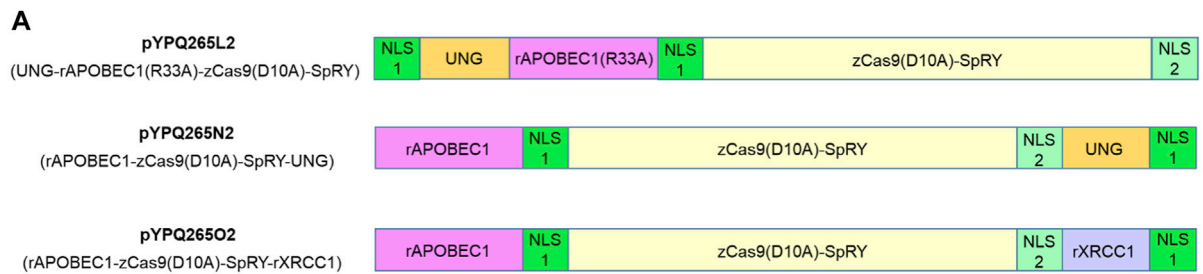 A
pYPQ265L2
(UNG-rAPOBEC1(R33A)-zCas9(D10A)-SpRY)
NLS 1 UNG rAPOBEC1(R33A) NLS 1 zCas9(D10A)-SpRY NLS 2
pYPQ265N2
(rAPOBEC1-zCas9(D10A)-SpRY-UNG)
rAPOBEC1 NLS 1 zCas9(D10A)-SpRY NLS 2 UNG NLS 1
pYPQ265O2
(rAPOBEC1-zCas9(D10A)-SpRY-rXRCC1)
rAPOBEC1 NLS 1 zCas9(D10A)-SpRY NLS 2 rXRCC1 NLS 1